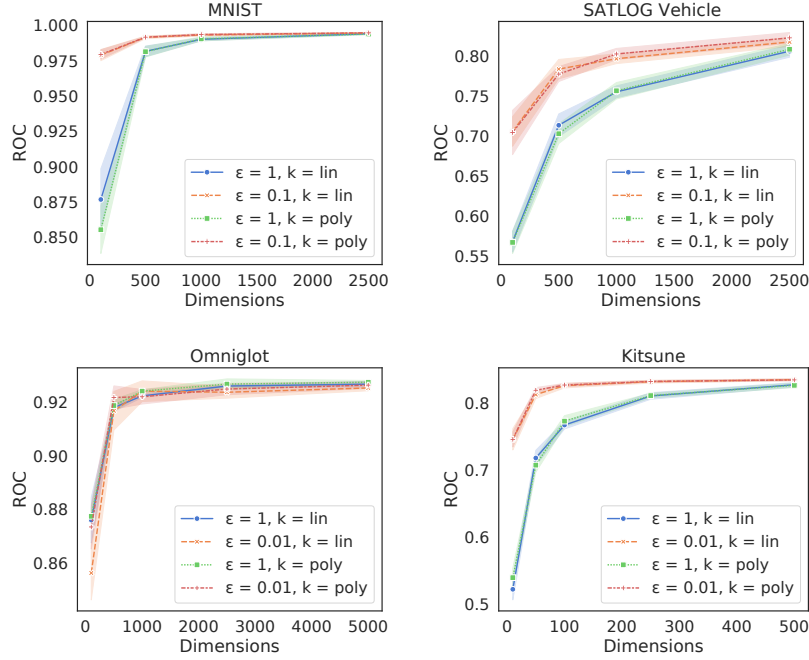 MNIST
1.000
0.975
0.950
0.925
0.900
0.875
0.850
ROC
ε = 1, k = lin
ε = 0.1, k = lin
ε = 1, k = poly
ε = 0.1, k = poly
0 500 1000 1500 2000 2500
Dimensions
SATLOG Vehicle
0.80
0.75
0.70
0.65
0.60
0.55
ROC
ε = 1, k = lin
ε = 0.1, k = lin
ε = 1, k = poly
ε = 0.1, k = poly
0 500 1000 1500 2000 2500
Dimensions
Omniglot
0.92
0.90
0.88
0.86
ROC
ε = 1, k = lin
ε = 0.01, k = lin
ε = 1, k = poly
ε = 0.01, k = poly
0 1000 2000 3000 4000 5000
Dimensions
Kitsune
0.8
0.7
0.6
0.5
ROC
ε = 1, k = lin
ε = 0.01, k = lin
ε = 1, k = poly
ε = 0.01, k = poly
0 100 200 300 400 500
Dimensions